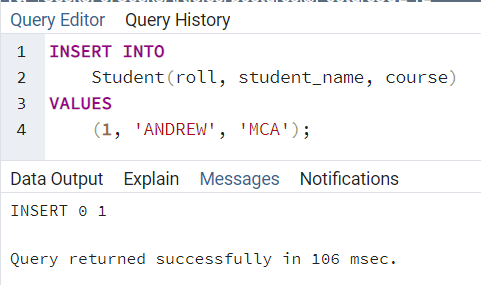 Query Editor Query History
1 INSERT INTO
2 Student(roll, student_name, course)
3 VALUES
4 (1, 'ANDREW', 'MCA');
Data Output Explain Messages Notifications
INSERT 0 1
Query returned successfully in 106 msec.